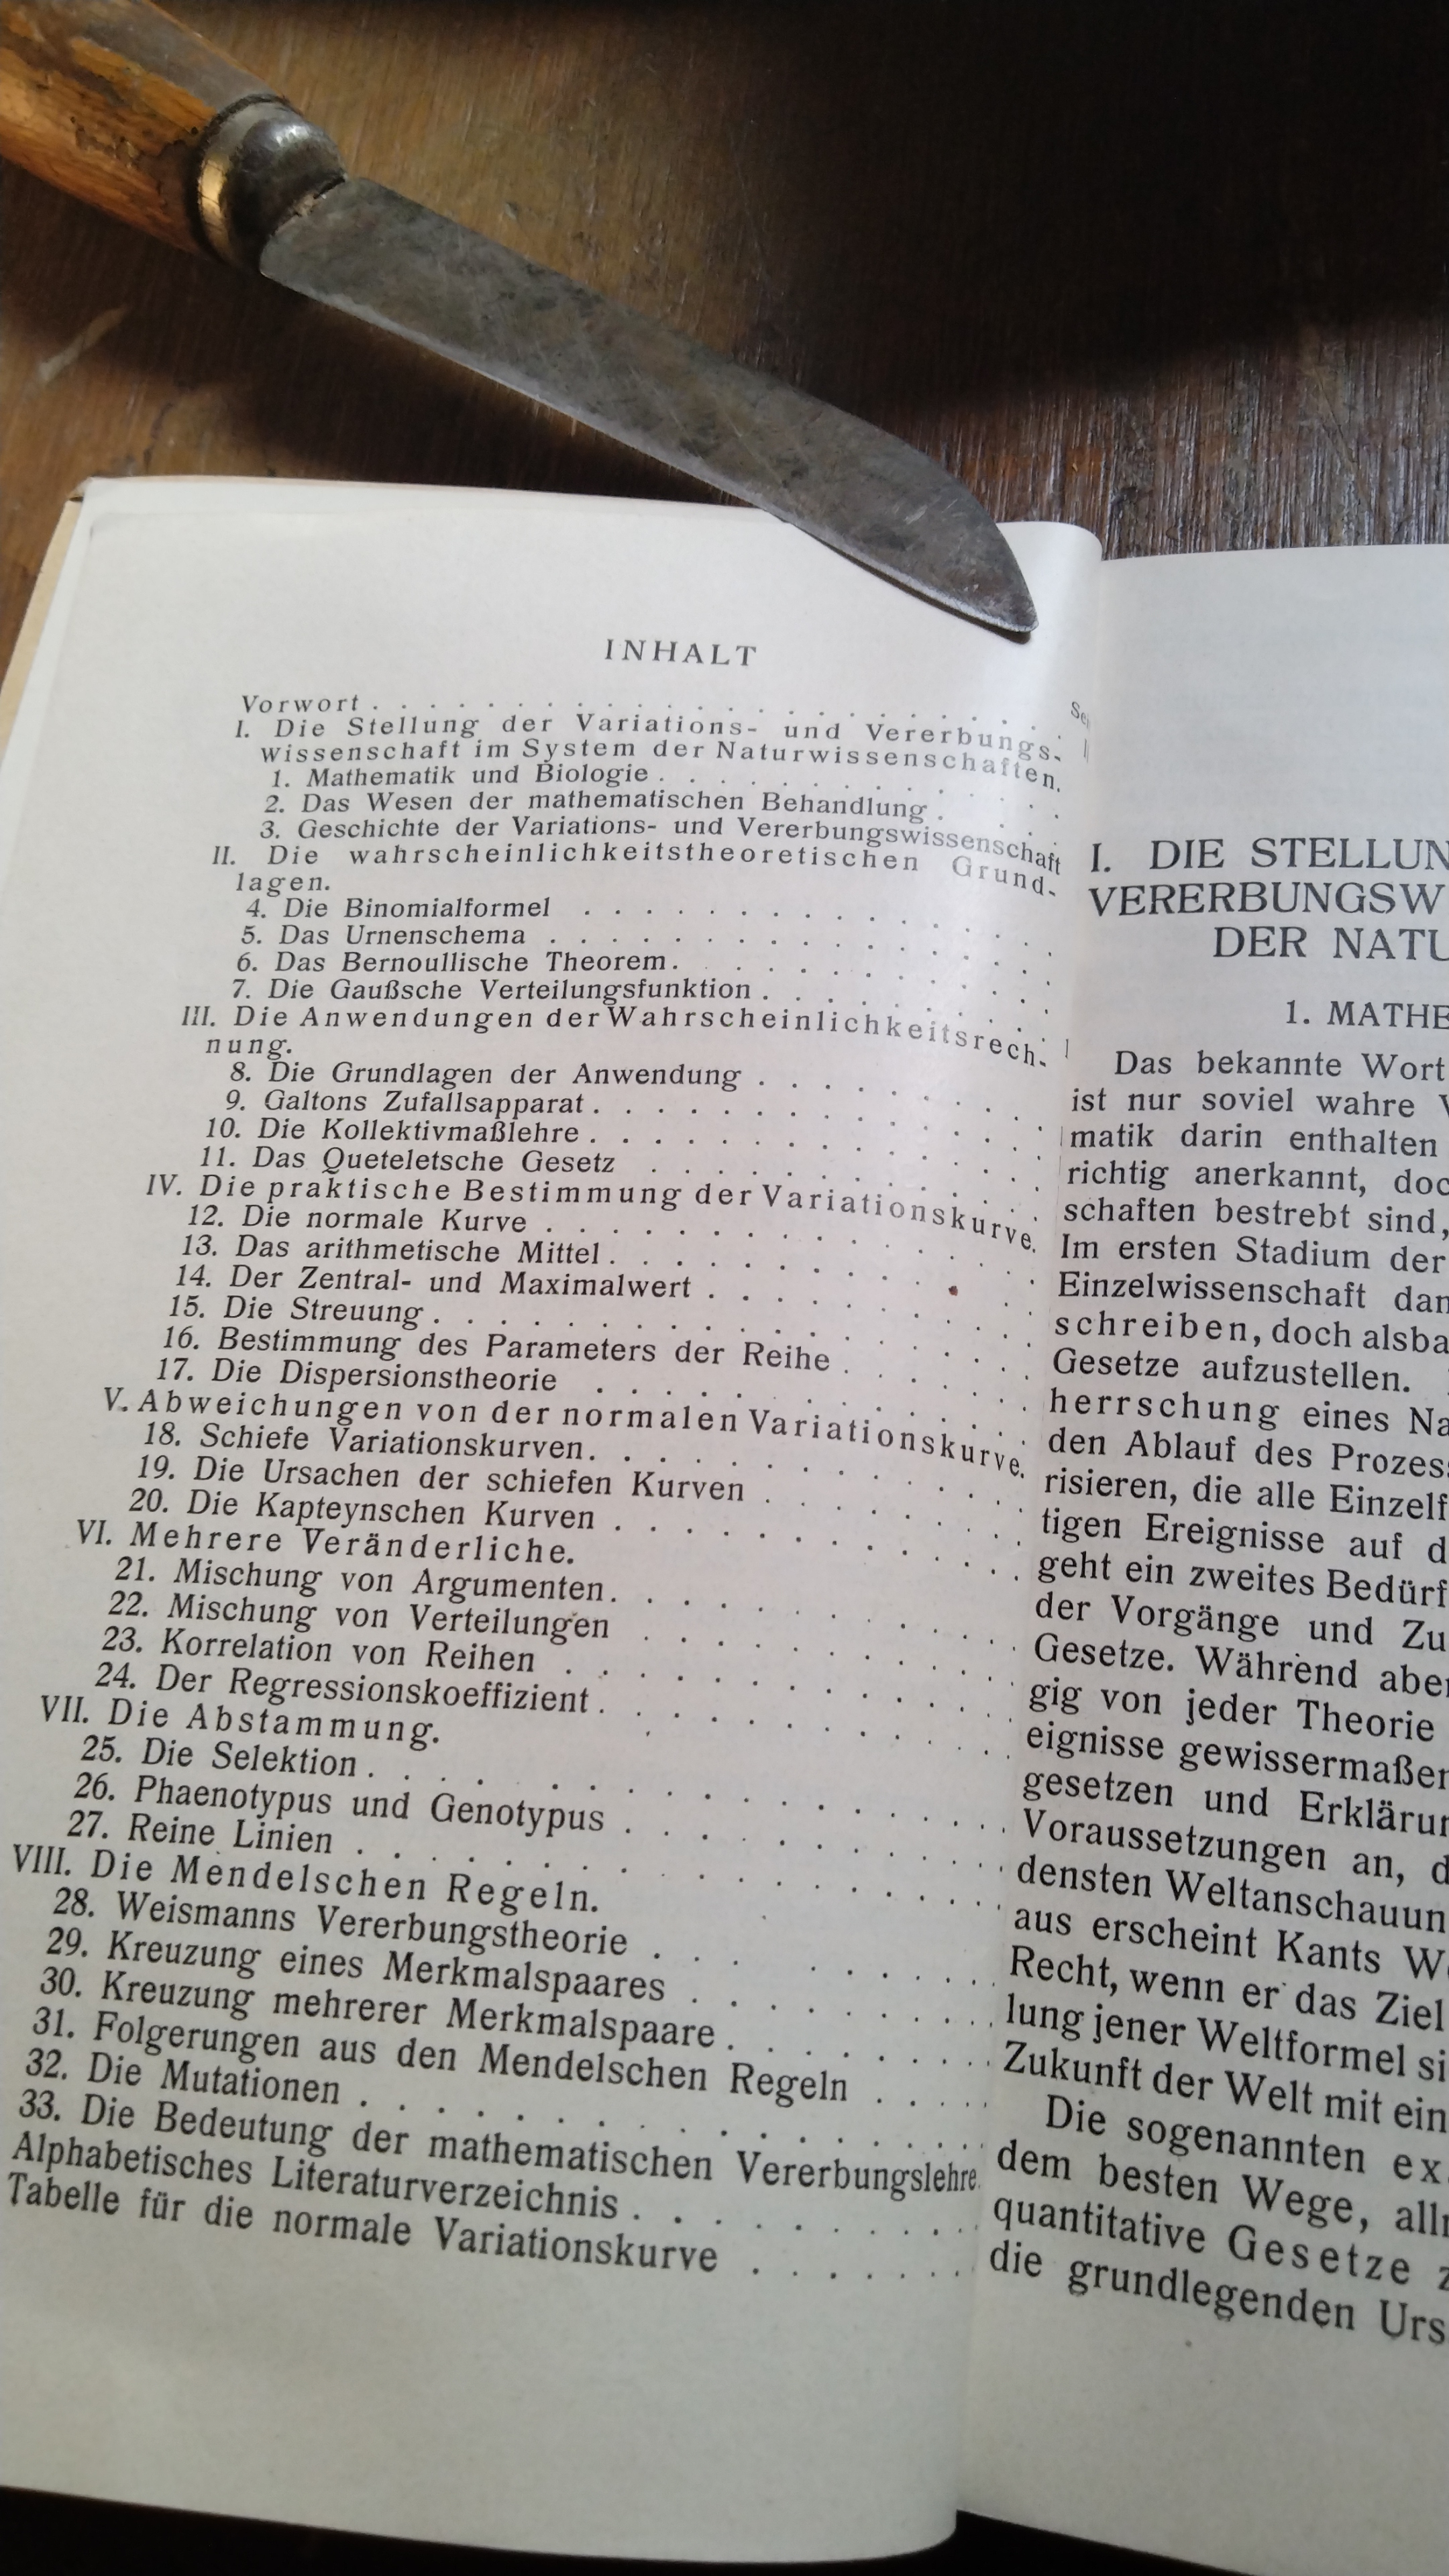 INHALT
Vorwort
I. Die Stellung der Variations- und Vererbungs-
wissenschaft im System der Naturwissenschaften.
1. Mathematik und Biologie
2. Das Wesen der mathematischen Behandlung
3. Geschichte der Variations- und Vererbungswissenschaft
II. Die wahrscheinlichkeitstheoretischen Grund-
lagen.
4. Die Binomialformel
5. Das Urnenschema
6. Das Bernoullische Theorem
7. Die Gaußsche Verteilungsfunktion
III. Die Anwendungen der Wahrscheinlichkeitsrech-
nung.
8. Die Grundlagen der Anwendung
9. Galtons Zufallsapparat
10. Die Kollektivmaßlehre
11. Das Queteletsche Gesetz
IV. Die praktische Bestimmung der Variationskurve.
12. Die normale Kurve
13. Das arithmetische Mittel
14. Der Zentral- und Maximalwert
15. Die Streuung
16. Bestimmung des Parameters der Reihe
17. Die Dispersionstheorie
V. Abweichungen von der normalen Variationskurve.
18. Schiefe Variationskurven
19. Die Ursachen der schiefen Kurven
20. Die Kapteynschen Kurven
VI. Mehrere Veränderliche.
21. Mischung von Argumenten
22. Mischung von Verteilungen
23. Korrelation von Reihen
24. Der Regressionskoeffizient
VII. Die Abstammung.
25. Die Selektion
26. Phaenotypus und Genotypus
27. Reine Linien
VIII. Die Mendelschen Regeln.
28. Weismanns Vererbungstheorie
29. Kreuzung eines Merkmalspaares
30. Kreuzung mehrerer Merkmalspaare
31. Folgerungen aus den Mendelschen Regeln
32. Die Mutationen
33. Die Bedeutung der mathematischen Vererbungslehre
Alphabetisches Literaturverzeichnis
Tabelle für die normale Variationskurve
I. DIE STELLUN
VERERBUNGSW
DER NATU
1. MATHE
Das bekannte Wort
ist nur soviel wahre
matik darin enthalten
richtig anerkannt, doc
schaften bestrebt sind,
Im ersten Stadium der
Einzelwissenschaft dan
schreiben, doch alsba
Gesetze aufzustellen.
herrschung eines Na
den Ablauf des Prozes
risieren, die alle Einzelf
tigen Ereignisse auf d
geht ein zweites Bedürf
der Vorgänge und Zu
Gesetze. Während aber
gig von jeder Theorie
eignisse gewissermaßen
gesetzen und Erklärun
Voraussetzungen an, d
densten Weltanschauun
aus erscheint Kants W
Recht, wenn er das Ziel
lung jener Weltformel si
Zukunft der Welt mit ein
Die sogenannten ex
dem besten Wege, allm
quantitative Gesetze z
die grundlegenden Urs